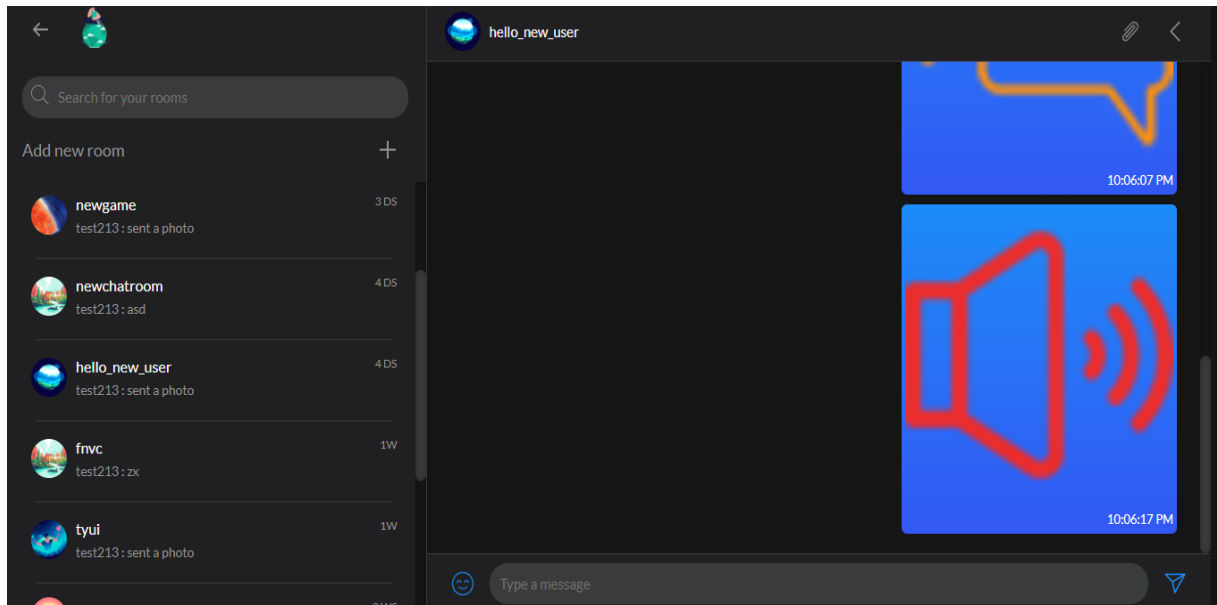 hello_new_user
Search for your rooms
Add new room
newgame
3 DS
test213 : sent a photo
newchatroom
4 DS
test213 : asd
hello_new_user
4 DS
test213 : sent a photo
fnvc
1W
test213 : zx
tyui
1W
test213 : sent a photo
10:06:07 PM
10:06:17 PM
Type a message